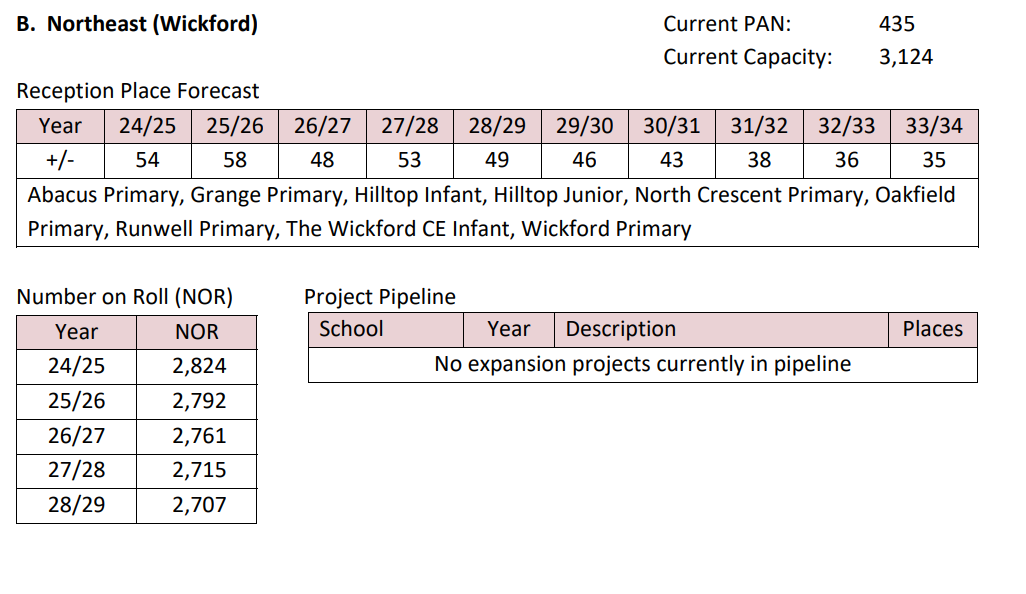 B. Northeast (Wickford)
Current PAN: 435
Current Capacity: 3,124
Reception Place Forecast
Year 24/25 25/26 26/27 27/28 28/29 29/30 30/31 31/32 32/33 33/34
+/- 54 58 48 53 49 46 43 38 36 35
Abacus Primary, Grange Primary, Hilltop Infant, Hilltop Junior, North Crescent Primary, Oakfield
Primary, Runwell Primary, The Wickford CE Infant, Wickford Primary
Number on Roll (NOR)
Year NOR
24/25 2,824
25/26 2,792
26/27 2,761
27/28 2,715
28/29 2,707
Project Pipeline
School Year Description Places
No expansion projects currently in pipeline